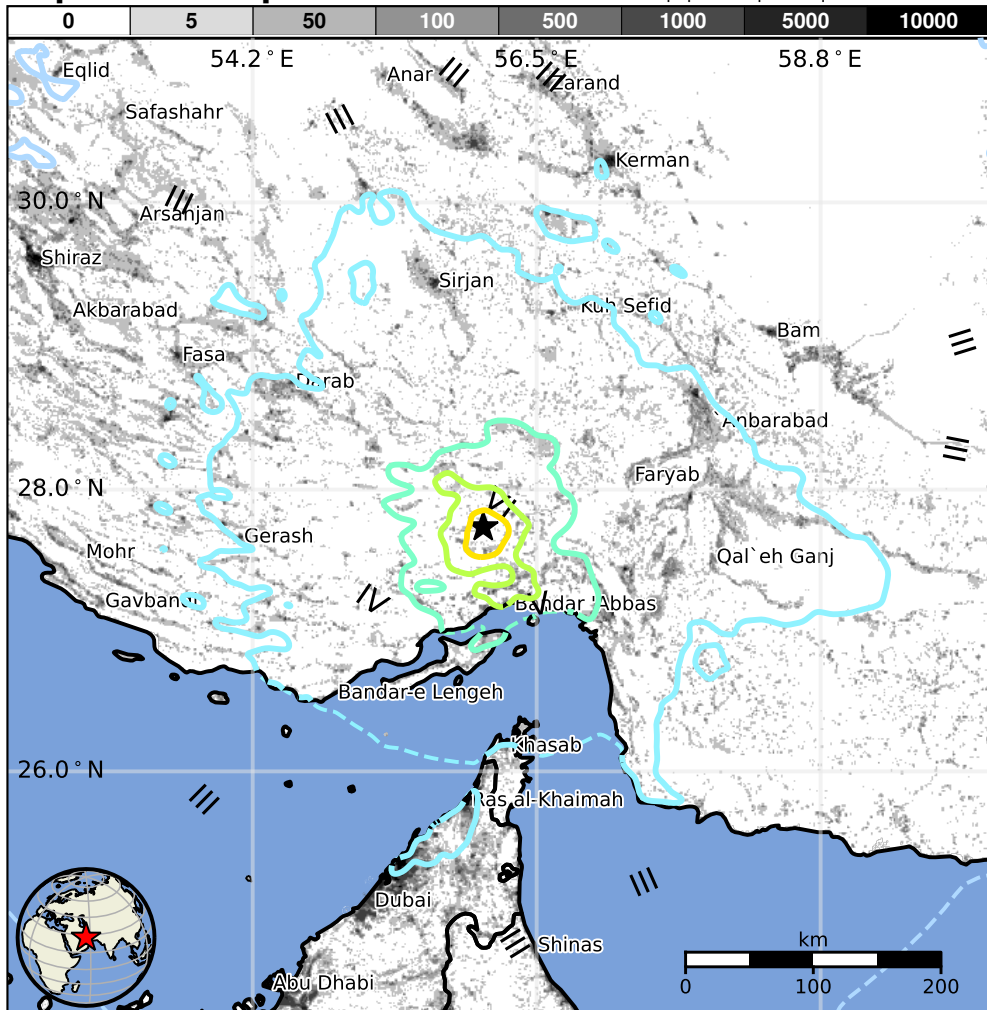 0 5 50 100 500 1000 5000 10000
54.2°E 56.5°E 58.8°E
Eqlid
Anar
III
III
Zarand
Safashahr
III
Kerman
III
30.0°N
Arsanjan
Shiraz
Sirjan
Akbarabad
Kuh Sefid
Bam
III
Fasa
Darab
`Anbarabad
III
Faryab
28.0°N
VI
Gerash
Mohr
Qal`eh Ganj
IV
Gavbandi
V
Bandar `Abbas
Bandar-e Lengeh
Khasab
26.0°N
III
Ras al-Khaimah
III
Dubai
III
Shinas
km
Abu Dhabi
0 100 200